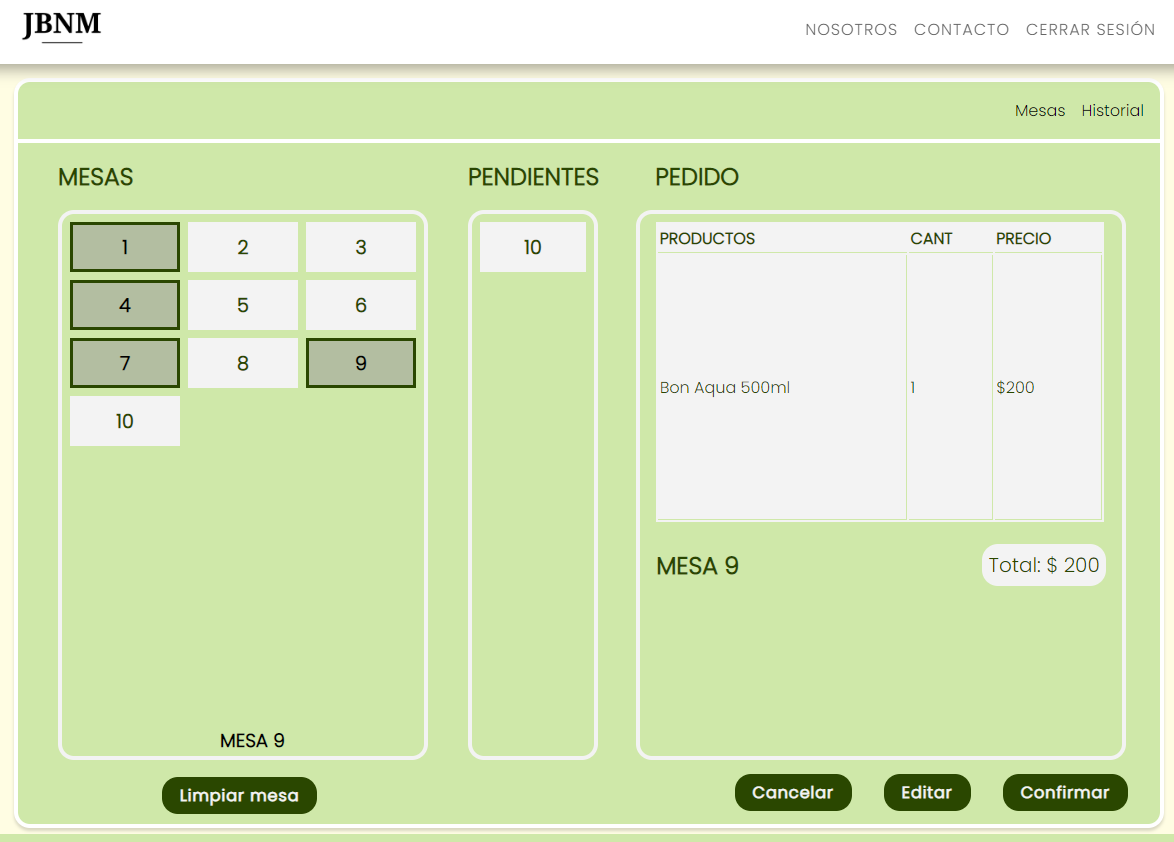 JBNM
NOSOTROS CONTACTO CERRAR SESIÓN
Mesas Historial
MESAS
1 2 3
4 5 6
7 8 9
10
MESA 9
Limpiar mesa
PENDIENTES
10
PEDIDO
PRODUCTOS CANT PRECIO
Bon Aqua 500ml 1 $200
MESA 9 Total: $ 200
Cancelar Editar Confirmar